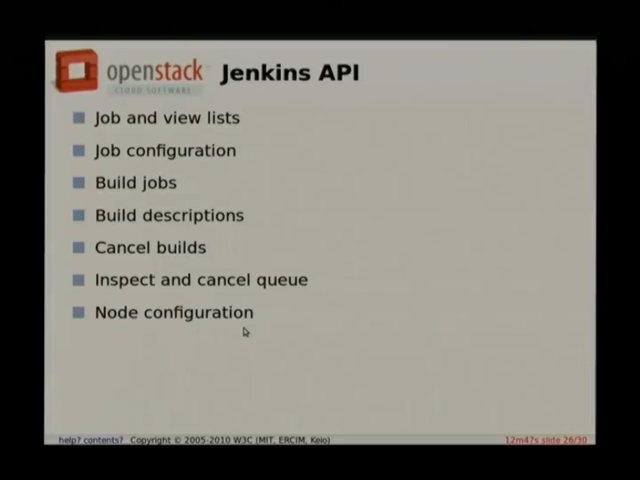 openstack
CLOUD SOFTWARE
Jenkins API
Job and view lists
Job configuration
Build jobs
Build descriptions
Cancel builds
Inspect and cancel queue
Node configuration
help? contents? Copyright © 2005-2010 W3C (MIT, ERCIM, Keio)
12m47s slide 26/30